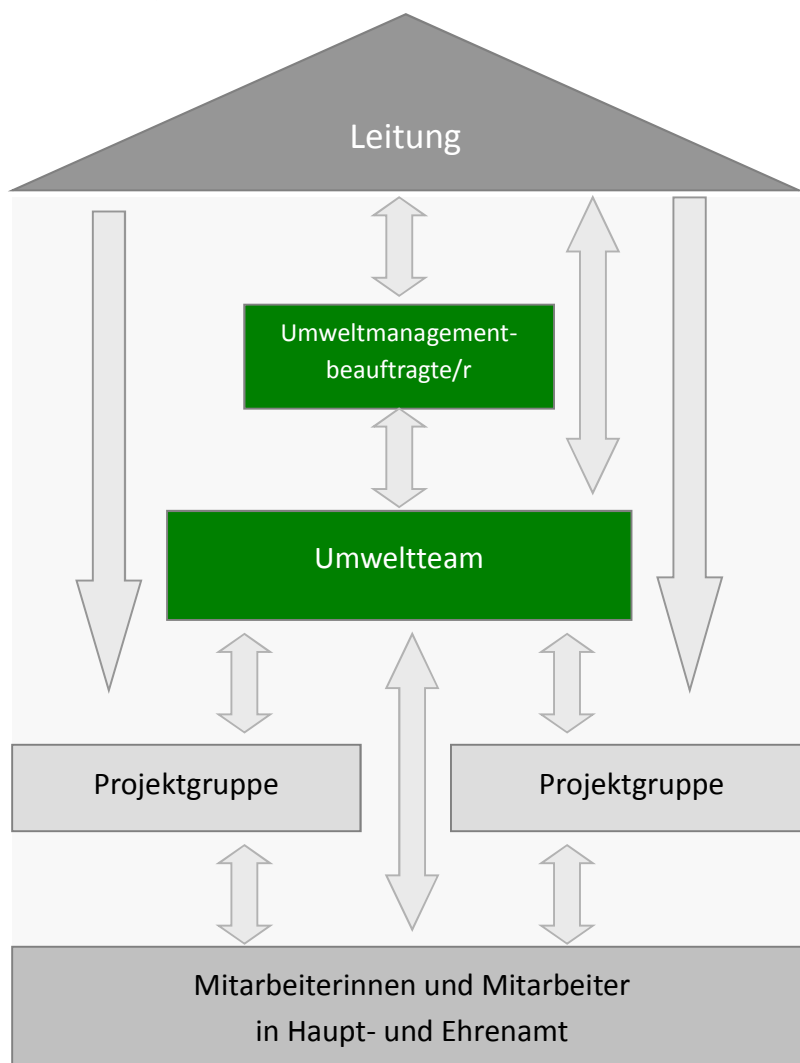 Leitung
Umweltmanagement-
beauftragte/r
Umweltteam
Projektgruppe
Projektgruppe
Mitarbeiterinnen und Mitarbeiter
in Haupt- und Ehrenamt